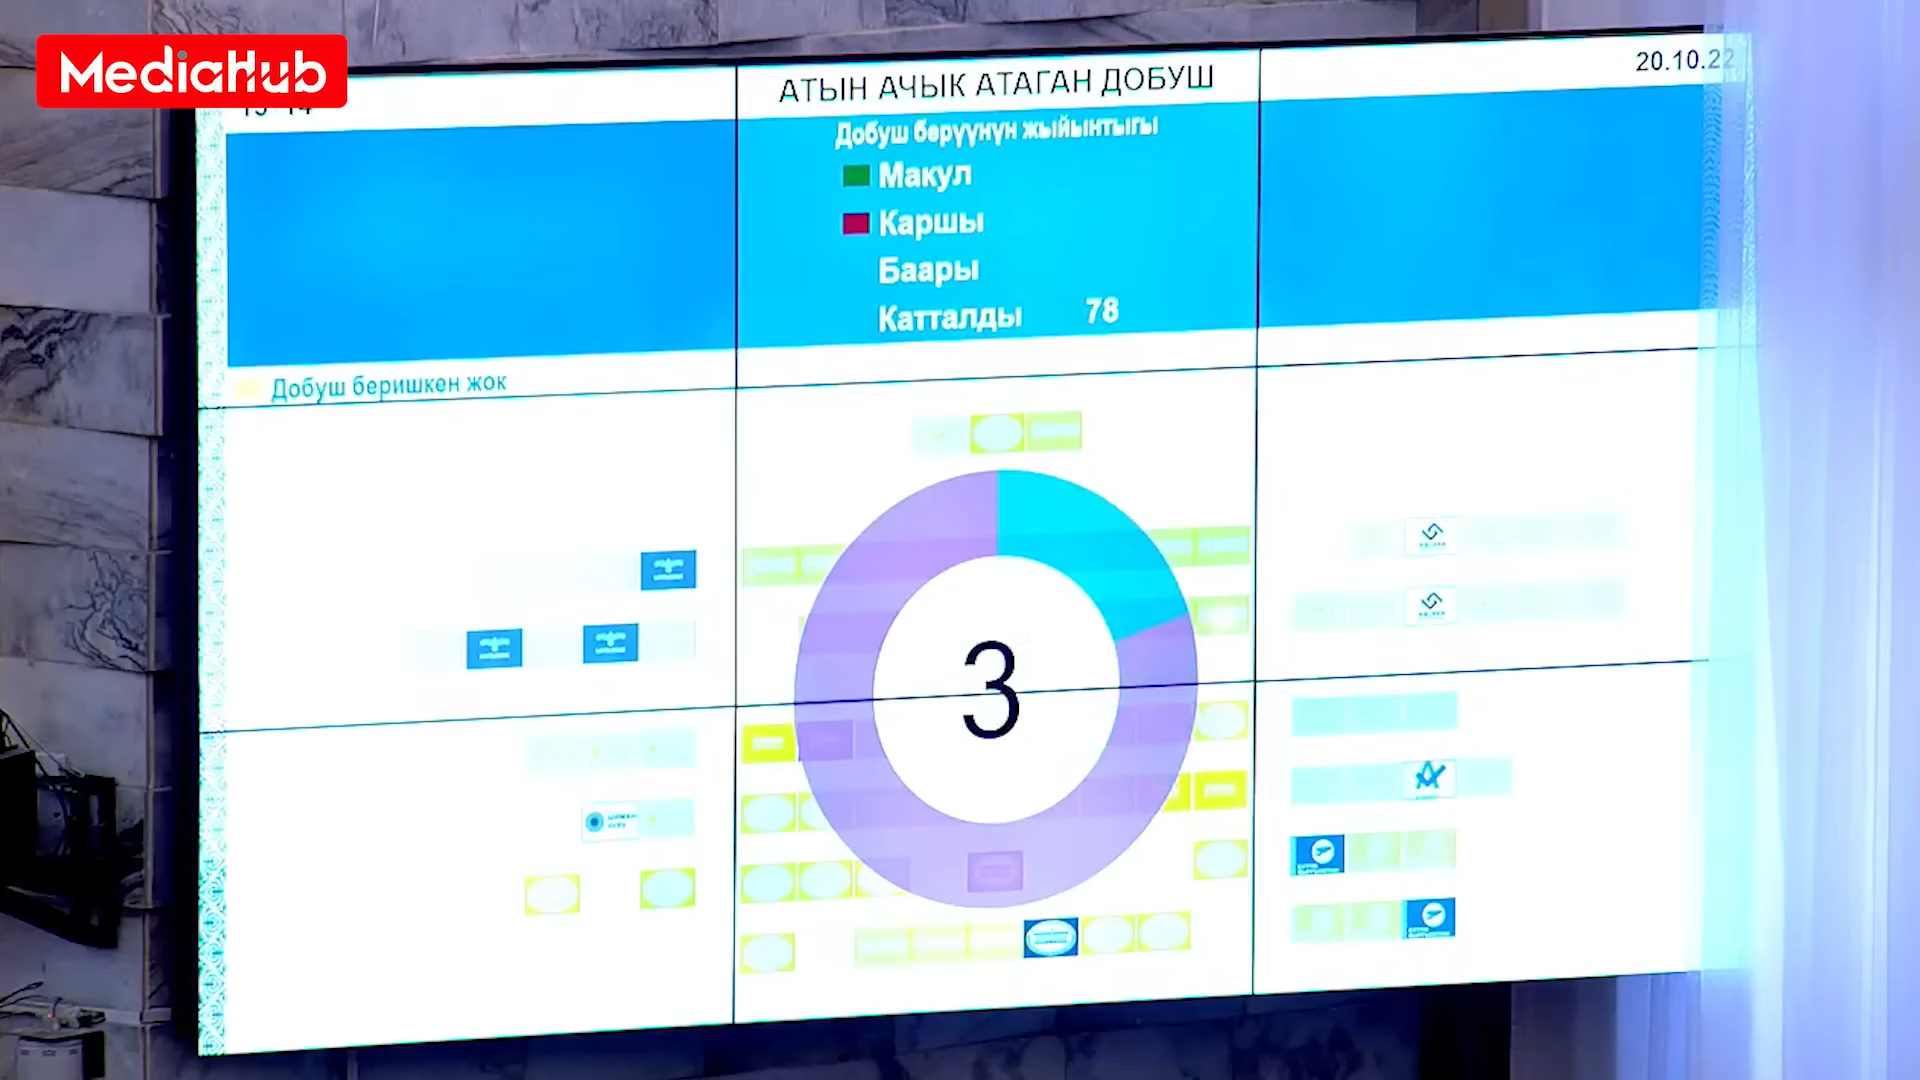 MediaHub
АТЫН АЧЫК АТАГАН ДОБУШ
20.10.22
Добуш берүүнүн жыйынтыгы
Макул
Каршы
Баары
Катталды 78
Добуш беришкен жок
3